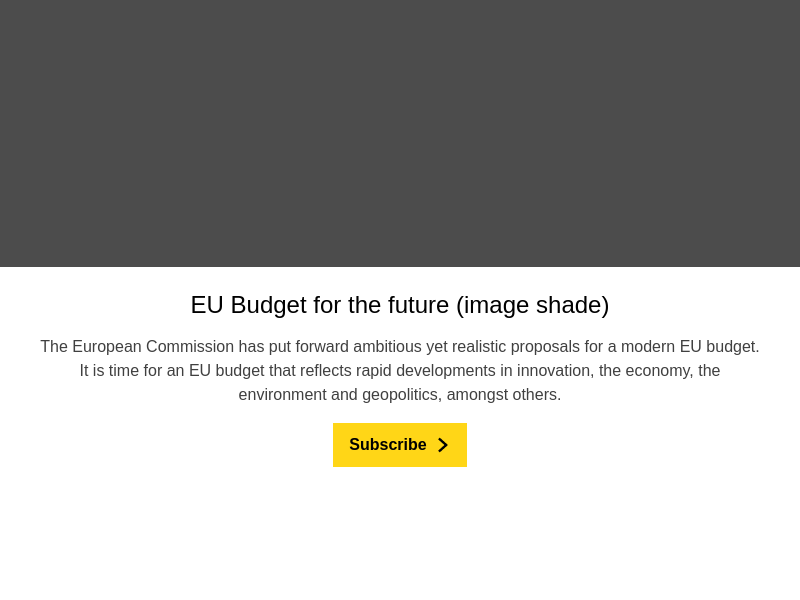 EU Budget for the future (image shade)
The European Commission has put forward ambitious yet realistic proposals for a modern EU budget.
It is time for an EU budget that reflects rapid developments in innovation, the economy, the
environment and geopolitics, amongst others.
Subscribe